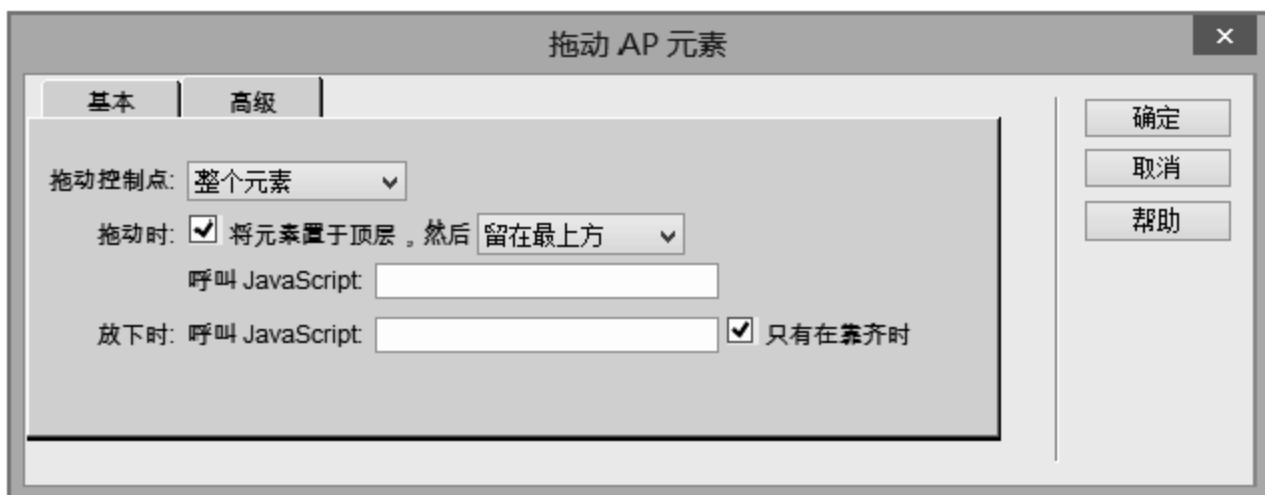 拖动 AP 元素
×
基本 高级
确定
取消
帮助
拖动控制点: 整个元素
拖动时: 将元素置于顶层，然后 留在最上方
呼叫 JavaScript:
放下时: 呼叫 JavaScript: 只有在靠齐时